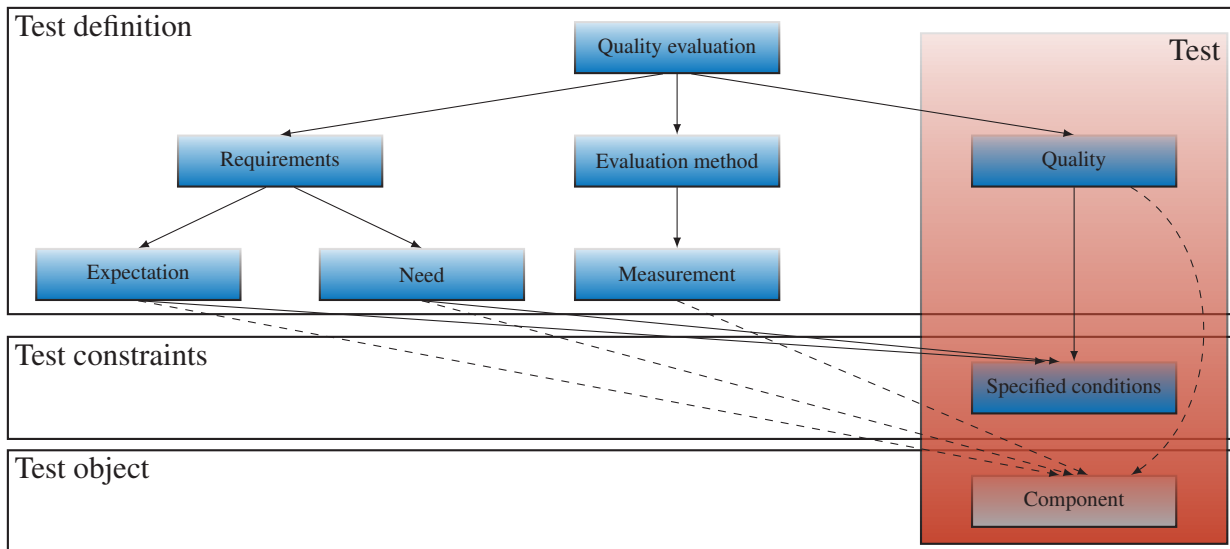 Test definition
Quality evaluation
Test
Requirements
Evaluation method
Quality
Expectation
Need
Measurement
Test constraints
Specified conditions
Test object
Component